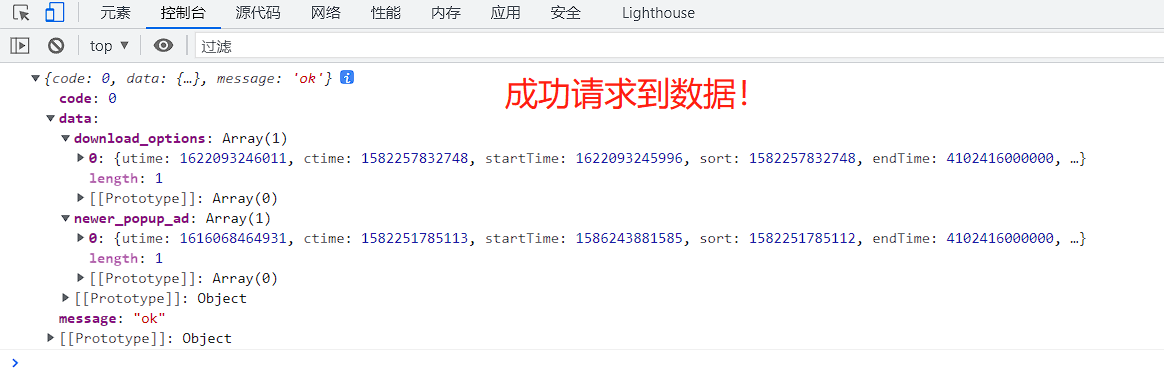 元素 控制台 源代码 网络 性能 内存 应用 安全 Lighthouse
top ▼ 过滤
▼{code: 0, data: {…}, message: 'ok'} i
成功请求到数据！
code: 0
▼data:
▼download_options: Array(1)
▶0: {utime: 1622093246011, ctime: 1582257832748, startTime: 1622093245996, sort: 1582257832748, endTime: 4102416000000, …}
length: 1
▶[[Prototype]]: Array(0)
▼newer_popup_ad: Array(1)
▶0: {utime: 1616068464931, ctime: 1582251785113, startTime: 1586243881585, sort: 1582251785112, endTime: 4102416000000, …}
length: 1
▶[[Prototype]]: Array(0)
▶[[Prototype]]: Object
message: "ok"
▶[[Prototype]]: Object
>